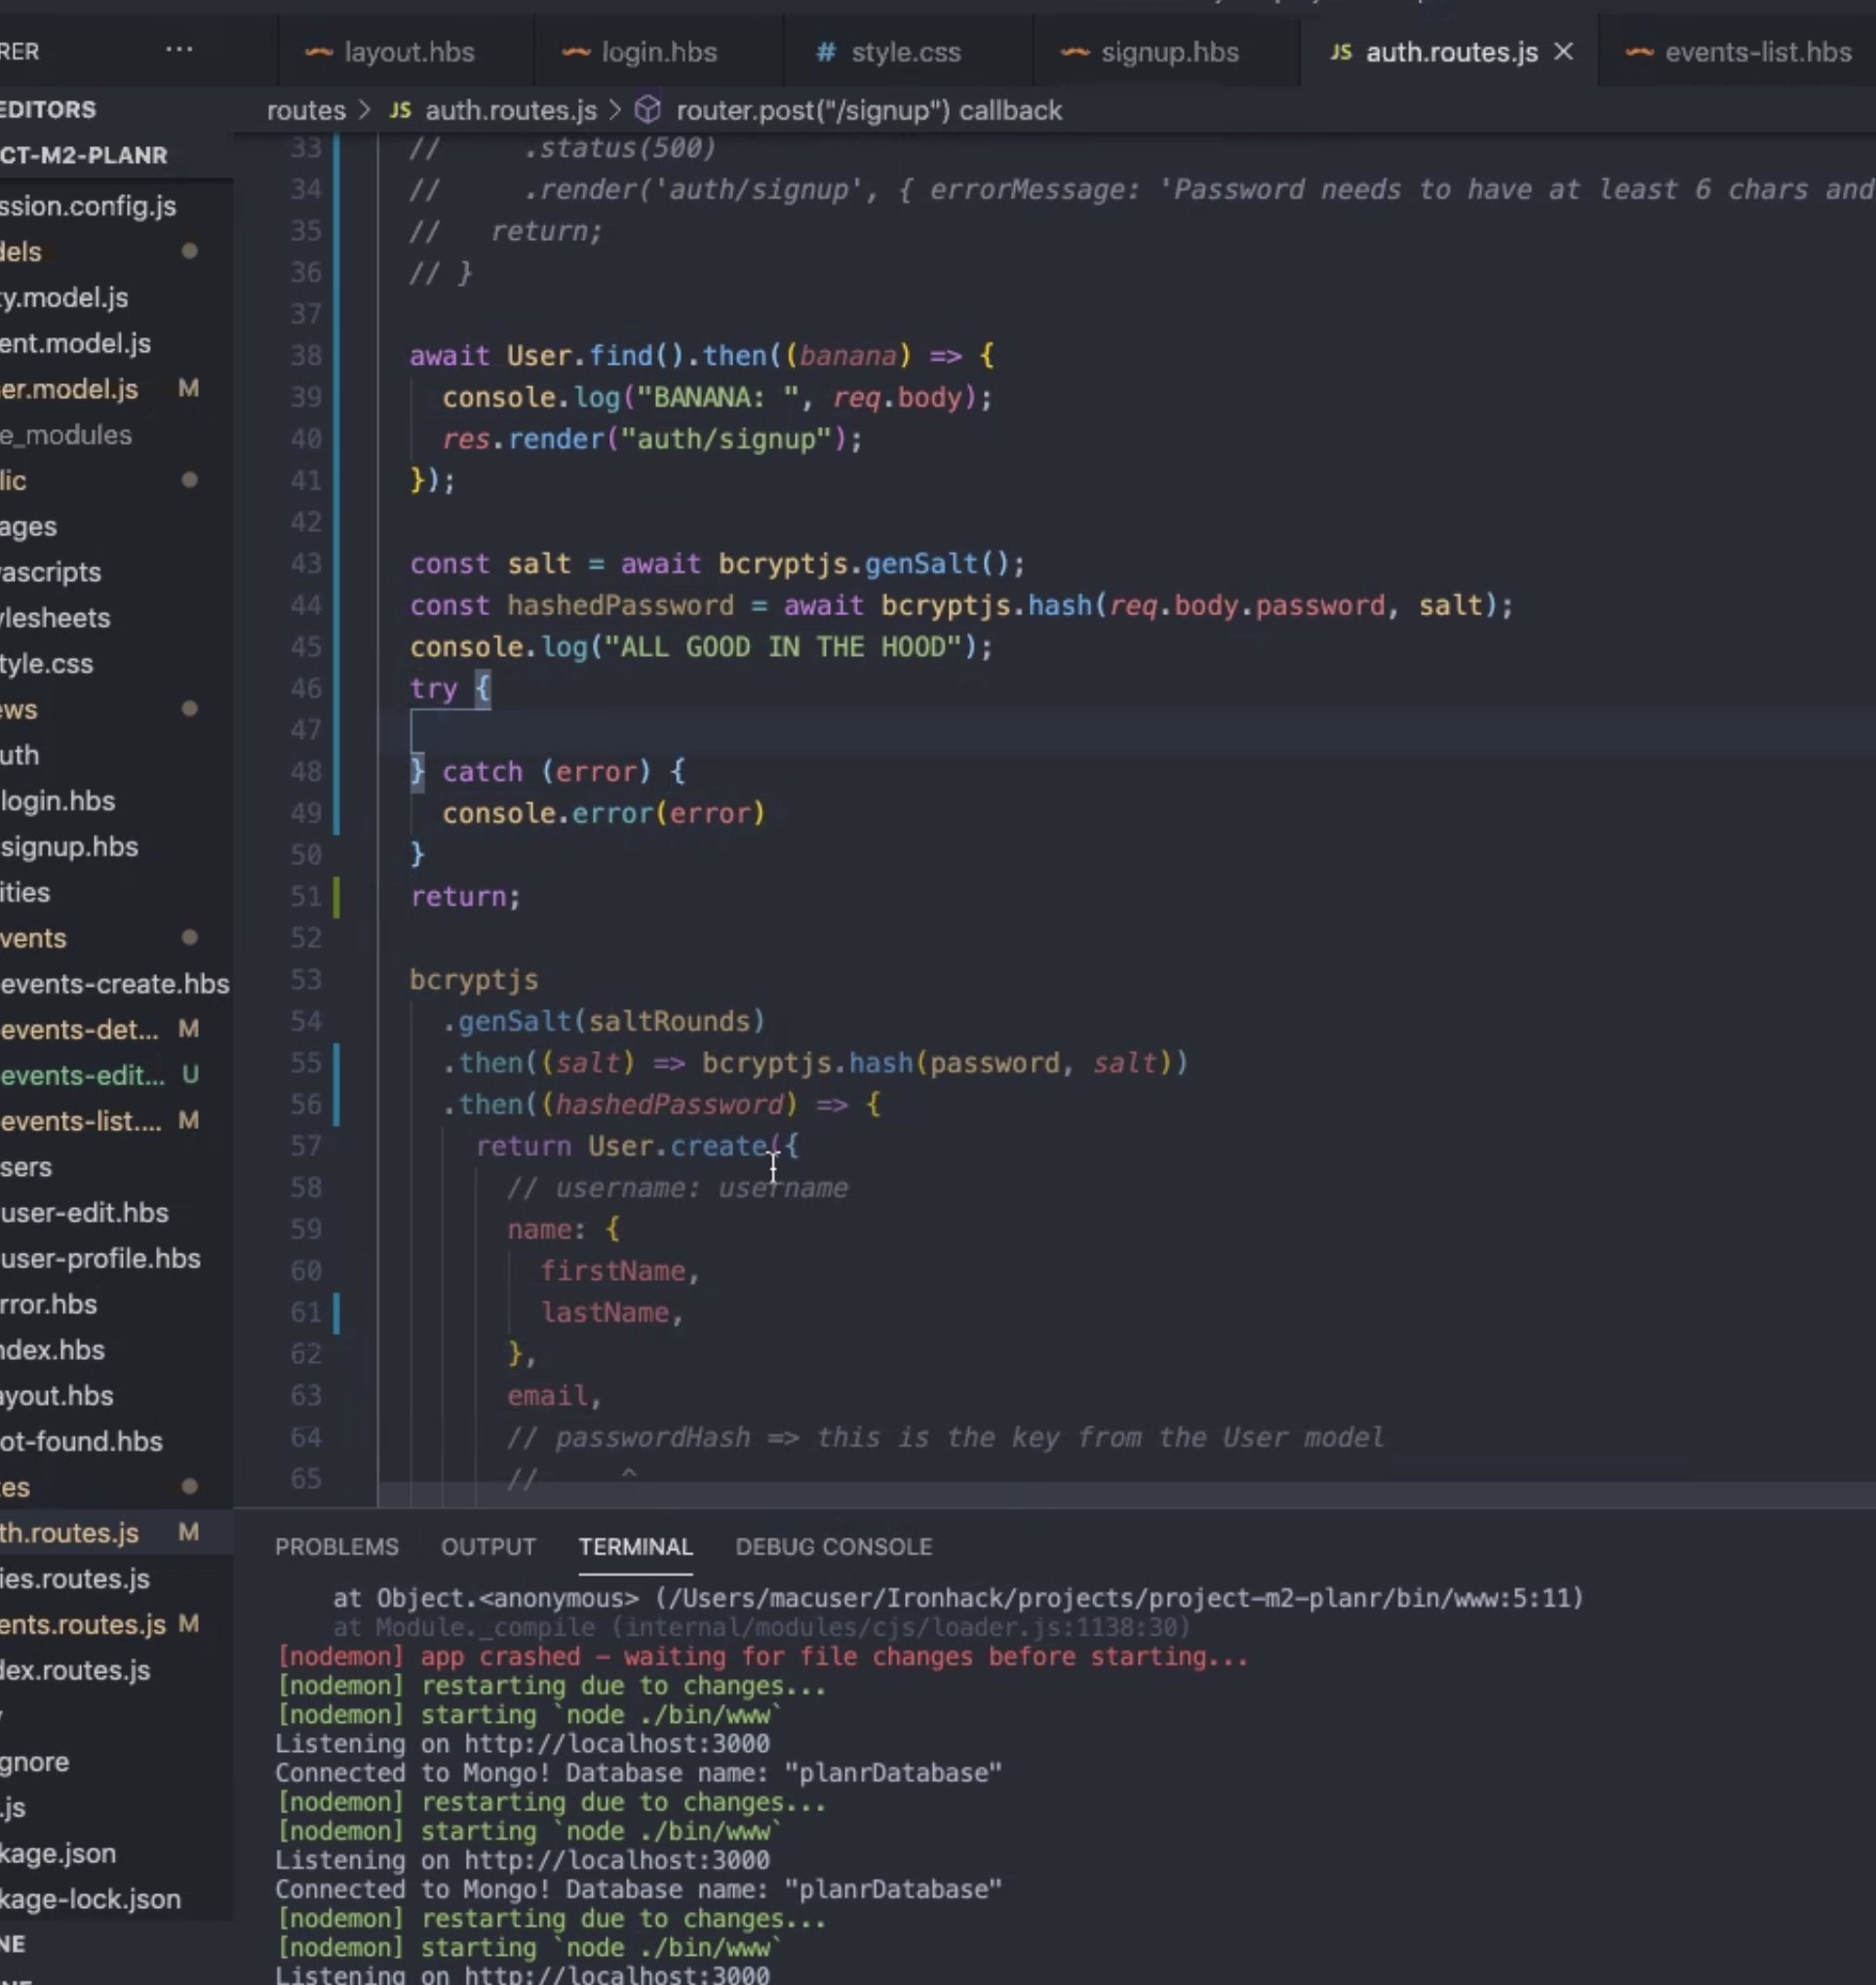 RER ...
layout.hbs login.hbs # style.css signup.hbs JS auth.routes.js events-list.hbs
EDITORS
routes > JS auth.routes.js > router.post("/signup") callback
CT-M2-PLANR
ssion.config.js
dels
ty.model.js
ent.model.js
er.model.js M
e_modules
lic
ages
vascripts
ylesheets
tyle.css
ews
uth
login.hbs
signup.hbs
ities
vents
events-create.hbs
events-det... M
events-edit... U
events-list.... M
sers
user-edit.hbs
user-profile.hbs
rror.hbs
ndex.hbs
ayout.hbs
ot-found.hbs
tes
th.routes.js M
ies.routes.js
ents.routes.js M
dex.routes.js
gnore
.js
kage.json
kage-lock.json
NE
33 // .status(500)
34 // .render('auth/signup', { errorMessage: 'Password needs to have at least 6 chars and
35 // return;
36 // }
37
38 await User.find().then((banana) => {
39 console.log("BANANA: ", req.body);
40 res.render("auth/signup");
41 });
42
43 const salt = await bcryptjs.genSalt();
44 const hashedPassword = await bcryptjs.hash(req.body.password, salt);
45 console.log("ALL GOOD IN THE HOOD");
46 try {
47
48 } catch (error) {
49 console.error(error)
50 }
51 return;
52
53 bcryptjs
54 .genSalt(saltRounds)
55 .then((salt) => bcryptjs.hash(password, salt))
56 .then((hashedPassword) => {
57 return User.create({
58 // username: username
59 name: {
60 firstName,
61 lastName,
62 },
63 email,
64 // passwordHash => this is the key from the User model
65 // ^
PROBLEMS OUTPUT TERMINAL DEBUG CONSOLE
at Object.<anonymous> (/Users/macuser/Ironhack/projects/project-m2-planr/bin/www:5:11)
at Module._compile (internal/modules/cjs/loader.js:1138:30)
[nodemon] app crashed - waiting for file changes before starting...
[nodemon] restarting due to changes...
[nodemon] starting `node ./bin/www`
Listening on http://localhost:3000
Connected to Mongo! Database name: "planrDatabase"
[nodemon] restarting due to changes...
[nodemon] starting `node ./bin/www`
Listening on http://localhost:3000
Connected to Mongo! Database name: "planrDatabase"
[nodemon] restarting due to changes...
[nodemon] starting `node ./bin/www`
Listening on http://localhost:3000